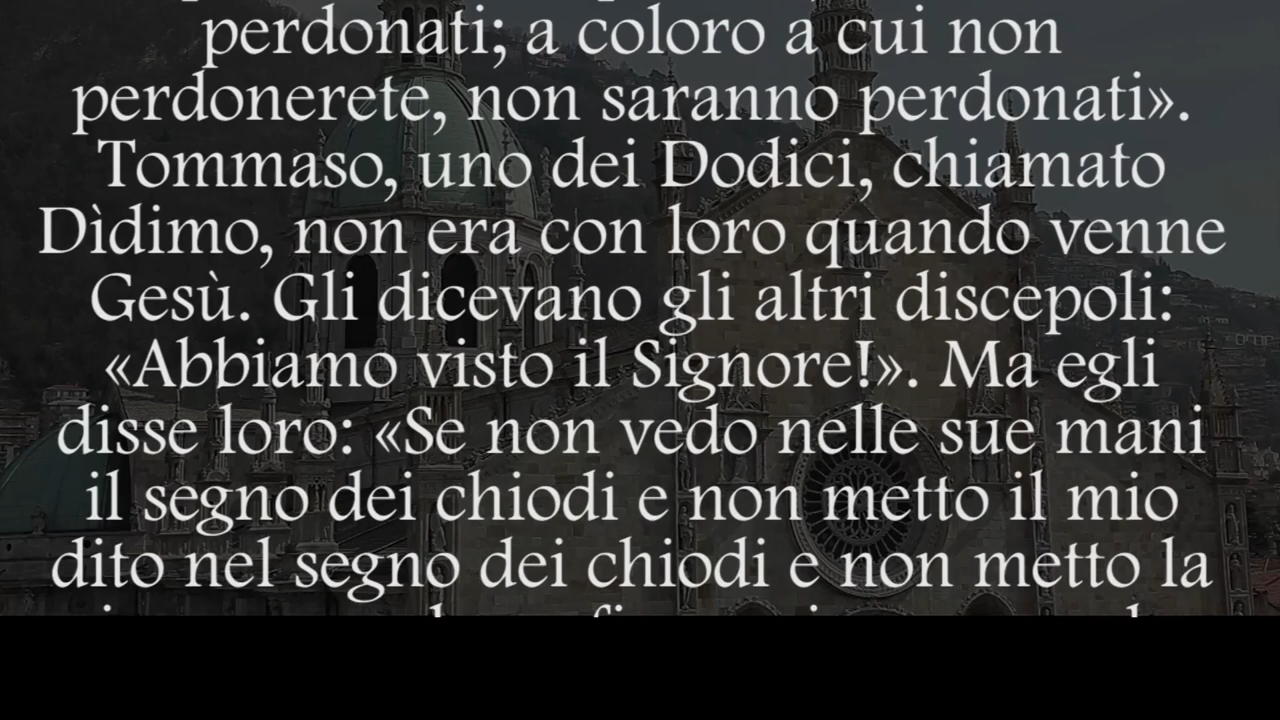 perdonati; a coloro a cui non
perdonerete, non saranno perdonati».
Tommaso, uno dei Dodici, chiamato
Dìdimo, non era con loro quando venne
Gesù. Gli dicevano gli altri discepoli:
«Abbiamo visto il Signore!». Ma egli
disse loro: «Se non vedo nelle sue mani
il segno dei chiodi e non metto il mio
dito nel segno dei chiodi e non metto la